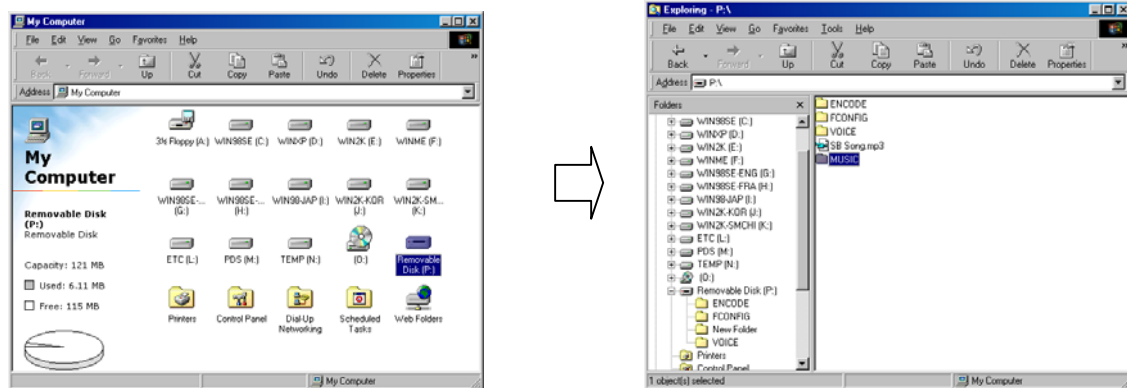 My Computer
File Edit View Go Favorites Help
Back Forward Up Cut Copy Paste Undo Delete Properties »
Address My Computer
My
Computer
Removable Disk
(P:)
Removable Disk
Capacity: 121 MB
Used: 6.11 MB
Free: 115 MB
3½ Floppy (A:) WIN98SE (C:) WINXP (D:) WIN2K (E:) WINME (F:)
WIN98SE-... (G:) WIN98SE-... (H:) WIN98-JAP (I:) WIN2K-KOR (J:) WIN2K-SM... (K:)
ETC (L:) PDS (M:) TEMP (N:) (O:) Removable Disk (P:)
Printers Control Panel Dial-Up Networking Scheduled Tasks Web Folders
My Computer
Exploring - P:\
File Edit View Go Favorites Tools Help
Back Forward Up Cut Copy Paste Undo Delete Properties »
Address P:\
Folders
WIN98SE (C:)
WINXP (D:)
WIN2K (E:)
WINME (F:)
WIN98SE-ENG (G:)
WIN98SE-FRA (H:)
WIN98-JAP (I:)
WIN2K-KOR (J:)
WIN2K-SMCHI (K:)
ETC (L:)
PDS (M:)
TEMP (N:)
(O:)
Removable Disk (P:)
ENCODE
FCONFIG
New Folder
VOICE
Printers
Control Panel
ENCODE
FCONFIG
VOICE
SB Song.mp3
MUSIC
1 object(s) selected
My Computer